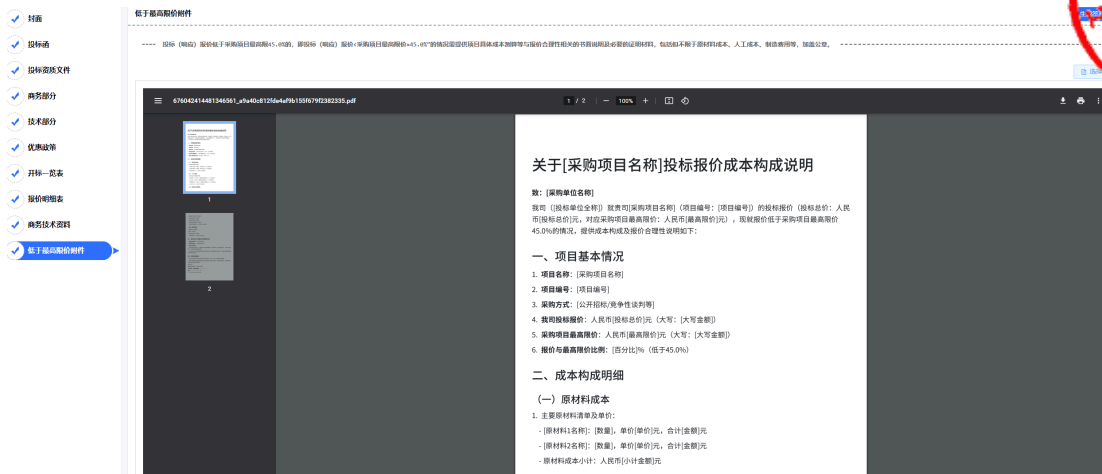 封面
投标函
投标资质文件
商务部分
技术部分
优惠政策
开标一览表
报价明细表
商务技术资料
低于最高限价附件
低于最高限价附件
---- 投标（响应）报价低于采购项目最高限45.0%的，即投标（响应）报价<采购项目最高限价×45.0%"的情况需提供项目具体成本测算等与报价合理性相关的书面说明及必要的证明材料，包括但不限于原材料成本、人工成本、制造费用等，加盖公章。
676042414481346561_a9a40c812fde4ef9b155f679f2382335.pdf
1 / 2
100%
1
2
关于[采购项目名称]投标报价成本构成说明
致：[采购单位名称]
我司（[投标单位全称]）就贵司[采购项目名称]（项目编号：[项目编号]）的投标报价（投标总价：人民
币[投标总价]元，对应采购项目最高限价：人民币[最高限价]元），现就报价低于采购项目最高限价
45.0%的情况，提供成本构成及报价合理性说明如下：
一、项目基本情况
1. 项目名称：[采购项目名称]
2. 项目编号：[项目编号]
3. 采购方式：[公开招标/竞争性谈判等]
4. 我司投标报价：人民币[投标总价]元（大写：[大写金额]）
5. 采购项目最高限价：人民币[最高限价]元（大写：[大写金额]）
6. 报价与最高限价比例：[百分比]%（低于45.0%）
二、成本构成明细
（一）原材料成本
1. 主要原材料清单及单价：
- [原材料1名称]：[数量]，单价[单价]元，合计[金额]元
- [原材料2名称]：[数量]，单价[单价]元，合计[金额]元
- 原材料成本小计：人民币[小计金额]元